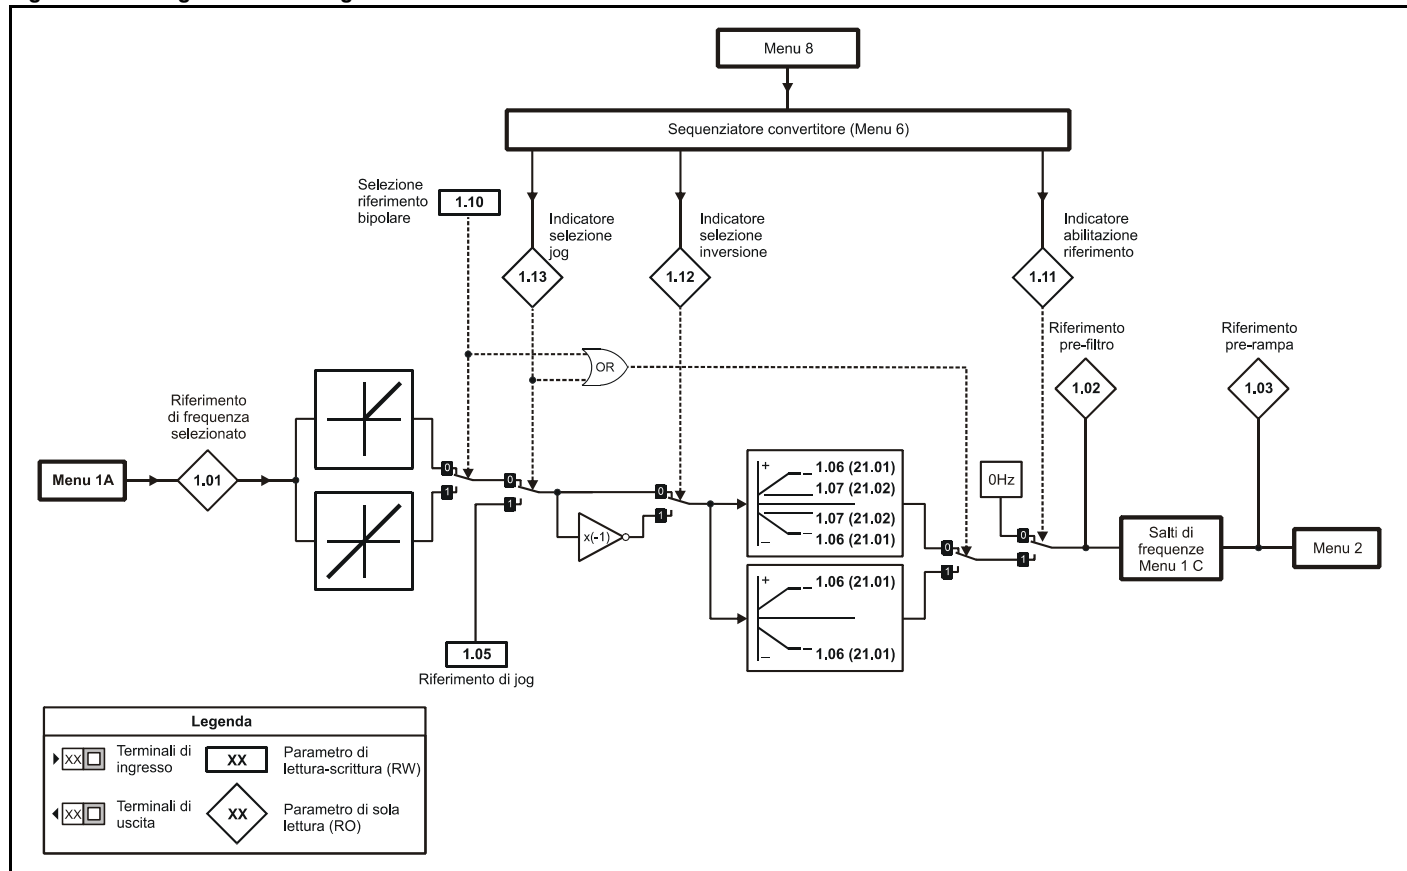 Menu 8
Sequenziatore convertitore (Menu 6)
Selezione
riferimento
bipolare
1.10
Indicatore
selezione
jog
1.13
Indicatore
selezione
inversione
1.12
Indicatore
abilitazione
riferimento
1.11
OR
Riferimento
pre-filtro
1.02
Riferimento
pre-rampa
1.03
Riferimento
di frequenza
selezionato
Menu 1A
1.01
0
1
0
1
x(-1)
0
1
+
1.06 (21.01)
1.07 (21.02)
1.07 (21.02)
1.06 (21.01)
_
+
1.06 (21.01)
1.06 (21.01)
_
0
1
0Hz
0
1
Salti di
frequenze
Menu 1 C
Menu 2
1.05
Riferimento di jog
Legenda
XX
Terminali di
ingresso
XX
Parametro di
lettura-scrittura (RW)
XX
Terminali di
uscita
XX
Parametro di sola
lettura (RO)